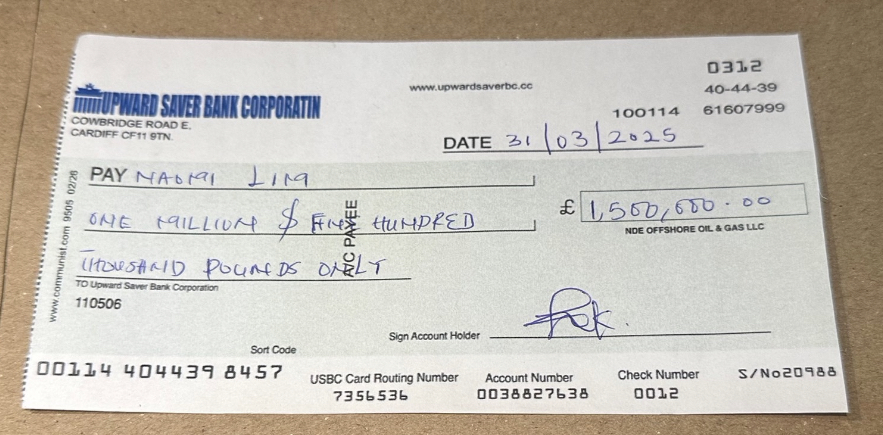 0312
www.upwardsaverbc.cc
40-44-39
UPWARD SAVER BANK CORPORATIN
100114 61607999
COWBRIDGE ROAD E.
CARDIFF CF11 9TN.
DATE 31/03/2025
PAY NAOMI LIM
£ 1,500,000.00
ONE MILLION $ FIVE HUNDRED
NDE OFFSHORE OIL & GAS LLC
A/C PAYEE
THOUSAND POUNDS ONLY
TO Upward Saver Bank Corporation
110506
www.communist.com 9505 02/26
Sign Account Holder
Sort Code
00114 404439 8457
USBC Card Routing Number
7356536
Account Number
0038827638
Check Number
0012
S/No20988